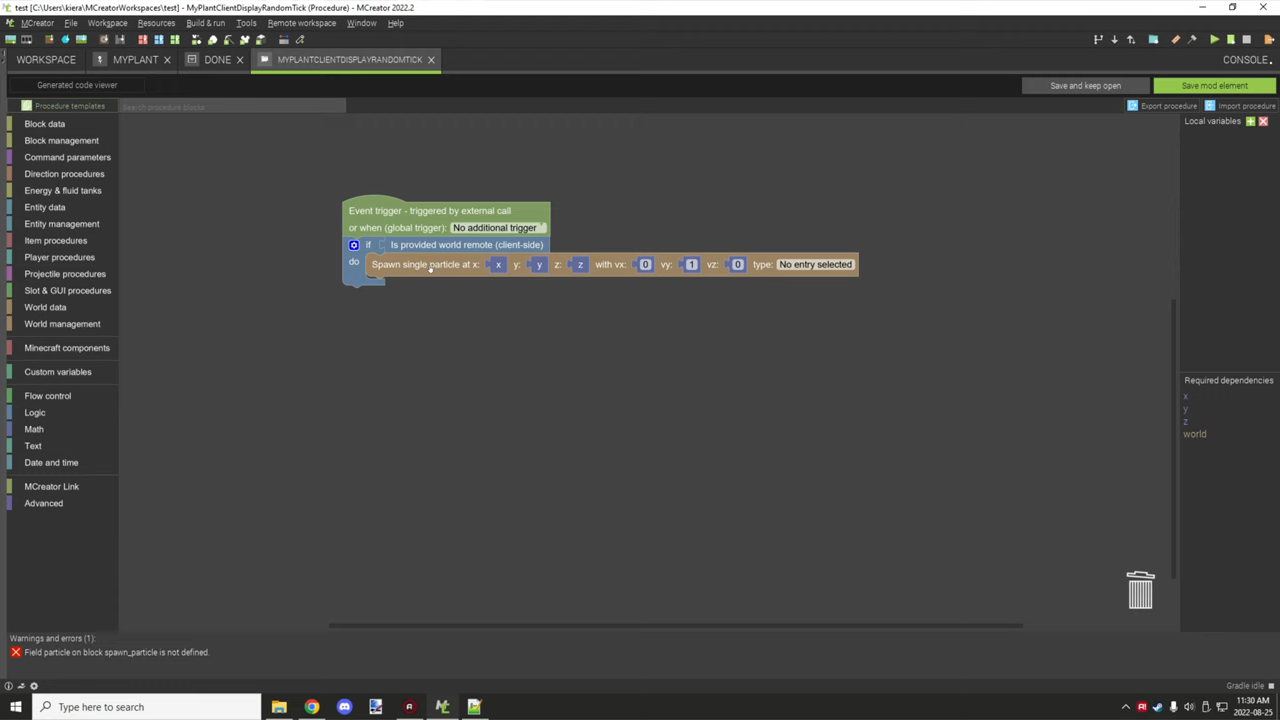 test [C:\Users\kiera\MCreatorWorkspaces\test] - MyPlantClientDisplayRandomTick (Procedure) - MCreator 2022.2
MCreator File Workspace Resources Build & run Tools Remote workspace Window Help
WORKSPACE MYPLANT DONE MYPLANTCLIENTDISPLAYRANDOMTICK CONSOLE
Generated code viewer Save and keep open Save mod element
Procedure templates Search procedure blocks Export procedure Import procedure
Local variables
Block data
Block management
Command parameters
Direction procedures
Energy & fluid tanks
Entity data
Entity management
Item procedures
Player procedures
Projectile procedures
Slot & GUI procedures
World data
World management
Minecraft components
Custom variables
Flow control
Logic
Math
Text
Date and time
MCreator Link
Advanced
Event trigger - triggered by external call
or when (global trigger): No additional trigger
if Is provided world remote (client-side)
do Spawn single particle at x: x y: y z: z with vx: 0 vy: 1 vz: 0 type: No entry selected
Required dependencies
x
y
z
world
Warnings and errors (1):
Field particle on block spawn_particle is not defined.
Gradle idle
Type here to search
11:30 AM
2022-08-25